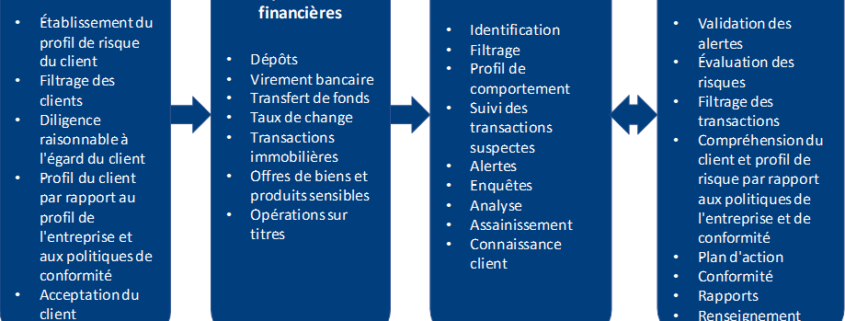 Établissement du
profil de risque
du client
Filtrage des
clients
Diligence
raisonnable à
l'égard du client
Profil du client
par rapport au
profil de
l'entreprise et
aux politiques de
conformité
Acceptation du
client
financières
Dépôts
Virement bancaire
Transfert de fonds
Taux de change
Transactions
immobilières
Offres de biens et
produits sensibles
Opérations sur
titres
Identification
Filtrage
Profil de
comportement
Suivi des
transactions
suspectes
Alertes
Enquêtes
Analyse
Assainissement
Connaissance
client
Validation des
alertes
Évaluation des
risques
Filtrage des
transactions
Compréhension du
client et profil de
risque par rapport
aux politiques de
l'entreprise et de
conformité
Plan d'action
Conformité
Rapports
Renseignement